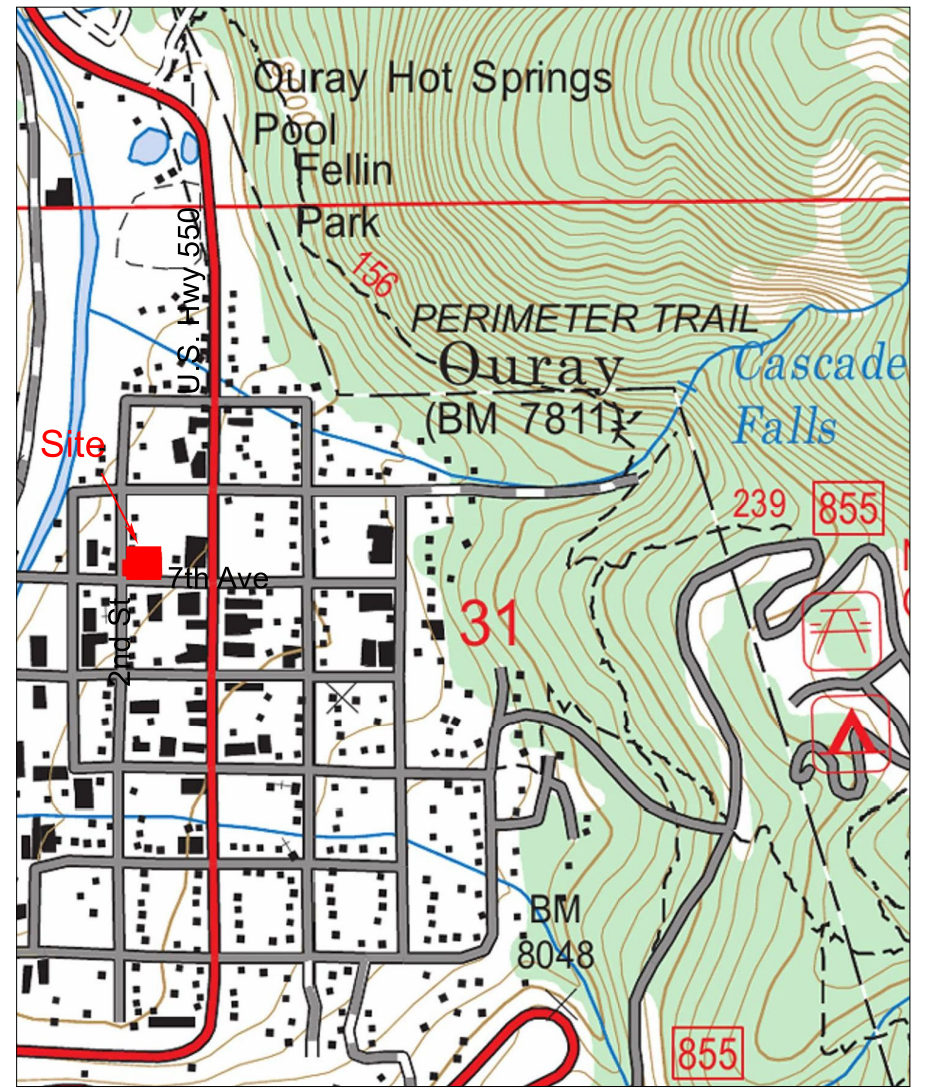 Ouray Hot Springs
Pool
Fellin
Park
U.S. Hwy 550
156
PERIMETER TRAIL
Ouray
(BM 7811)
Cascade
Falls
Site
239
855
7th Ave
31
2nd St
BM
8048
855